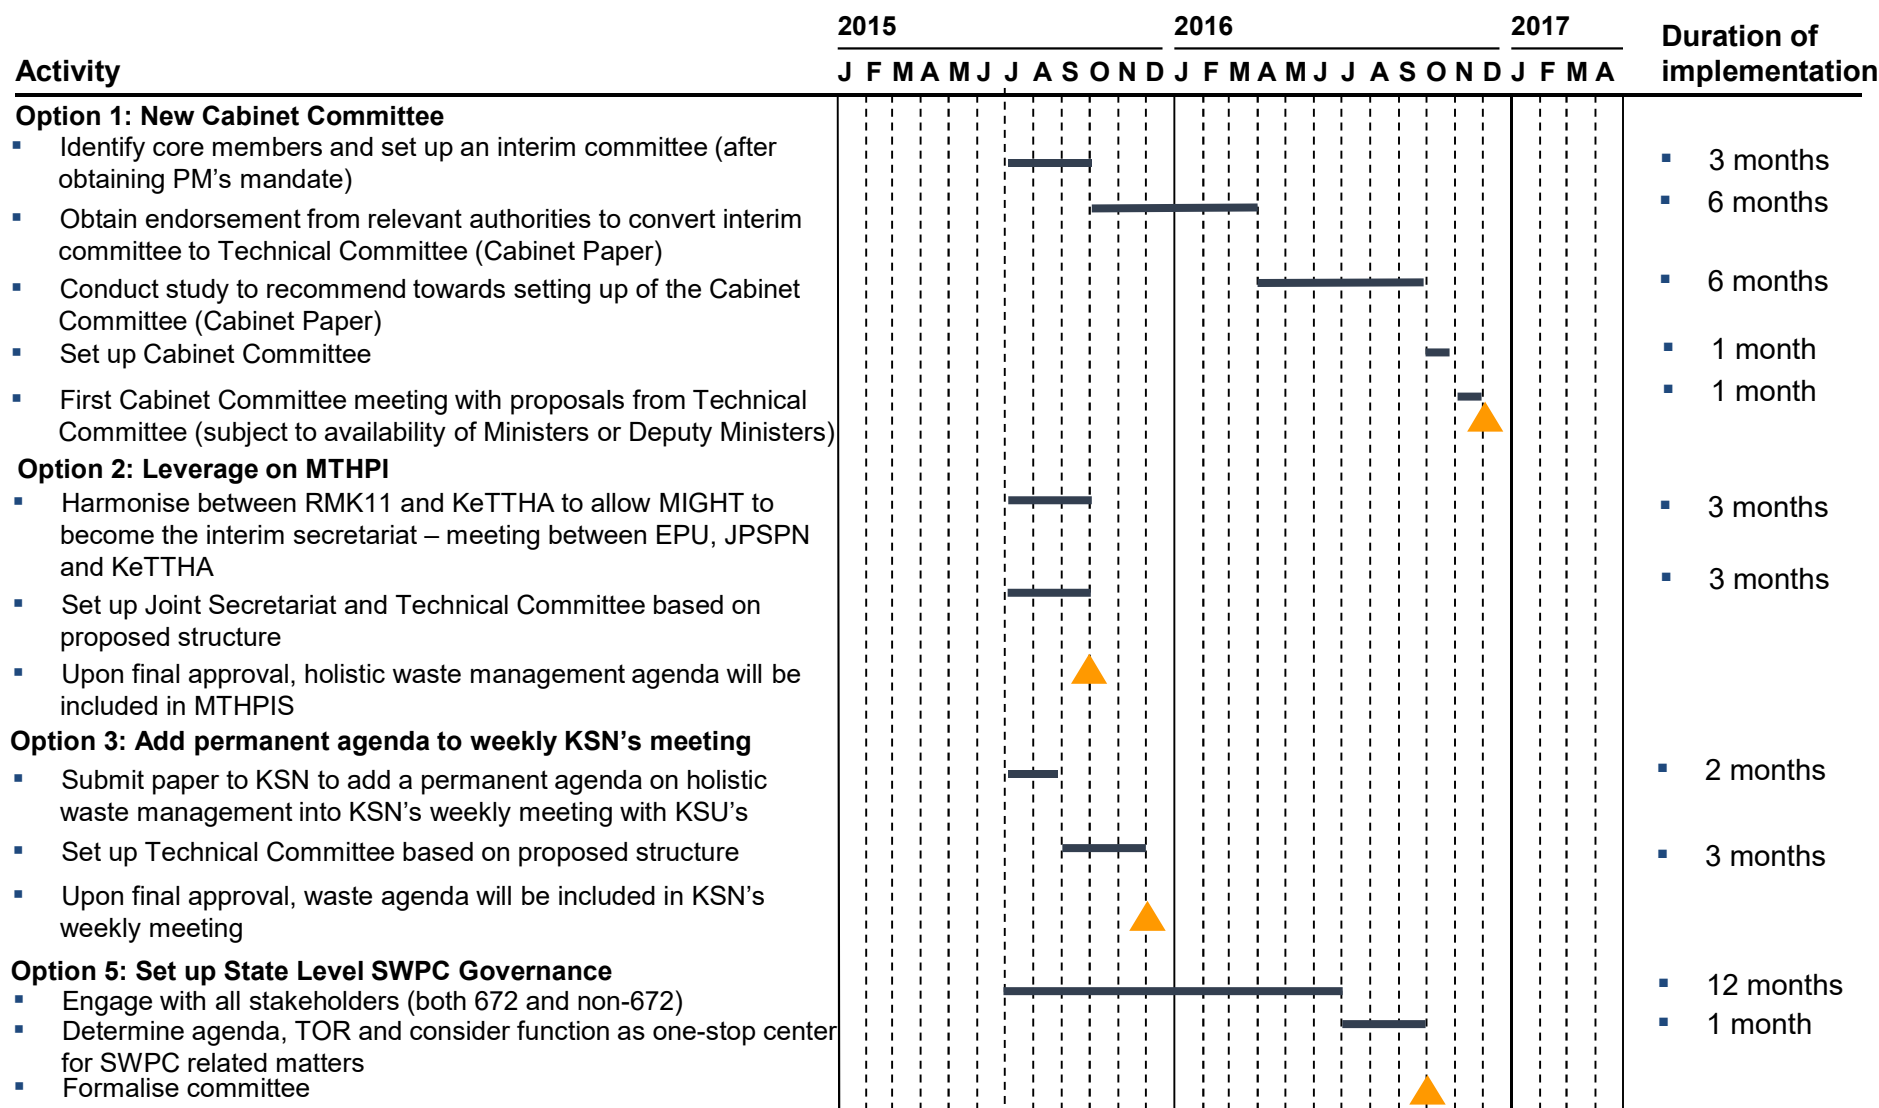 2015 2016 2017
Duration of
Activity J F M A M J J A S O N D J F M A M J J A S O N D J F M A implementation
Option 1: New Cabinet Committee
▪ Identify core members and set up an interim committee (after
obtaining PM’s mandate)
▪ 3 months
▪ Obtain endorsement from relevant authorities to convert interim
committee to Technical Committee (Cabinet Paper)
▪ 6 months
▪ Conduct study to recommend towards setting up of the Cabinet
Committee (Cabinet Paper)
▪ 6 months
▪ Set up Cabinet Committee
▪ 1 month
▪ First Cabinet Committee meeting with proposals from Technical
Committee (subject to availability of Ministers or Deputy Ministers)
▪ 1 month
Option 2: Leverage on MTHPI
▪ Harmonise between RMK11 and KeTTHA to allow MIGHT to
become the interim secretariat – meeting between EPU, JPSPN
and KeTTHA
▪ 3 months
▪ Set up Joint Secretariat and Technical Committee based on
proposed structure
▪ 3 months
▪ Upon final approval, holistic waste management agenda will be
included in MTHPIS
Option 3: Add permanent agenda to weekly KSN’s meeting
▪ Submit paper to KSN to add a permanent agenda on holistic
waste management into KSN’s weekly meeting with KSU’s
▪ 2 months
▪ Set up Technical Committee based on proposed structure
▪ 3 months
▪ Upon final approval, waste agenda will be included in KSN’s
weekly meeting
Option 5: Set up State Level SWPC Governance
▪ Engage with all stakeholders (both 672 and non-672)
▪ 12 months
▪ Determine agenda, TOR and consider function as one-stop center
for SWPC related matters
▪ 1 month
▪ Formalise committee